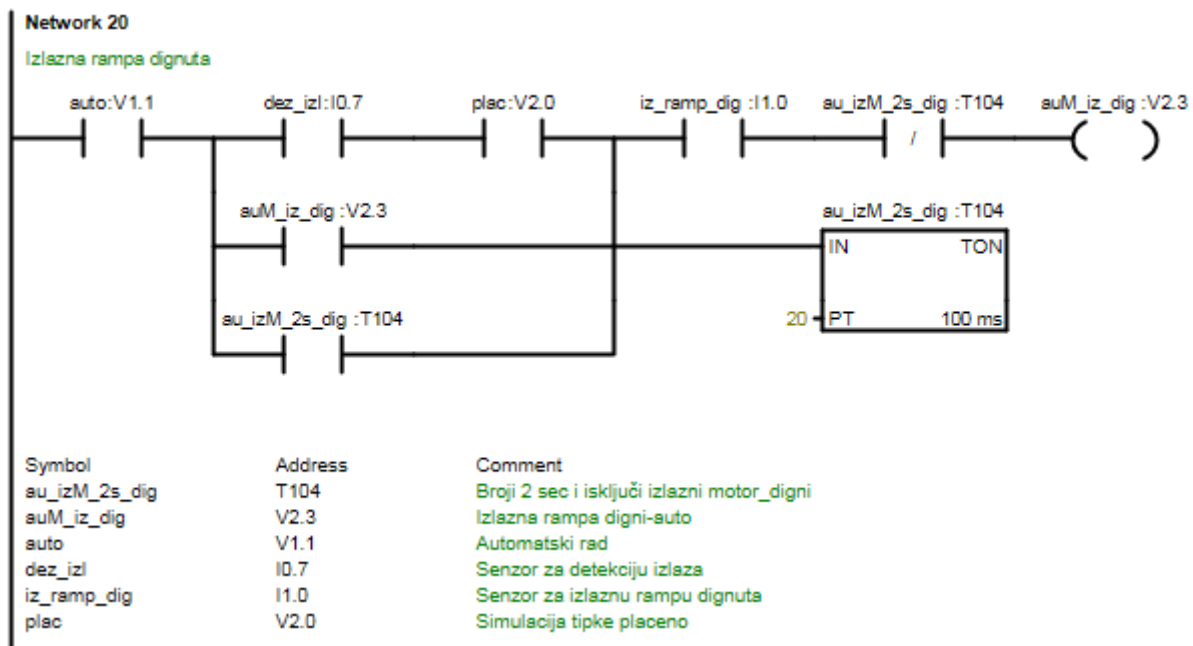 Network 20
Izlazna rampa dignuta
auto:V1.1 dez_izl:I0.7 plac:V2.0 iz_ramp_dig :I1.0 au_izM_2s_dig :T104 auM_iz_dig :V2.3
/
auM_iz_dig :V2.3 au_izM_2s_dig :T104
IN TON
au_izM_2s_dig :T104 20 PT 100 ms
Symbol Address Comment
au_izM_2s_dig T104 Broji 2 sec i isključi izlazni motor_digni
auM_iz_dig V2.3 Izlazna rampa digni-auto
auto V1.1 Automatski rad
dez_izl I0.7 Senzor za detekciju izlaza
iz_ramp_dig I1.0 Senzor za izlaznu rampu dignuta
plac V2.0 Simulacija tipke placeno